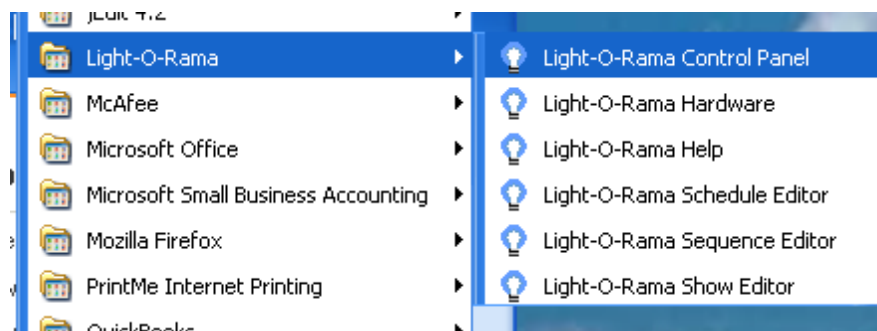 jEdit 4.2
Light-O-Rama
McAfee
Microsoft Office
Microsoft Small Business Accounting
Mozilla Firefox
PrintMe Internet Printing
QuickBooks
Light-O-Rama Control Panel
Light-O-Rama Hardware
Light-O-Rama Help
Light-O-Rama Schedule Editor
Light-O-Rama Sequence Editor
Light-O-Rama Show Editor